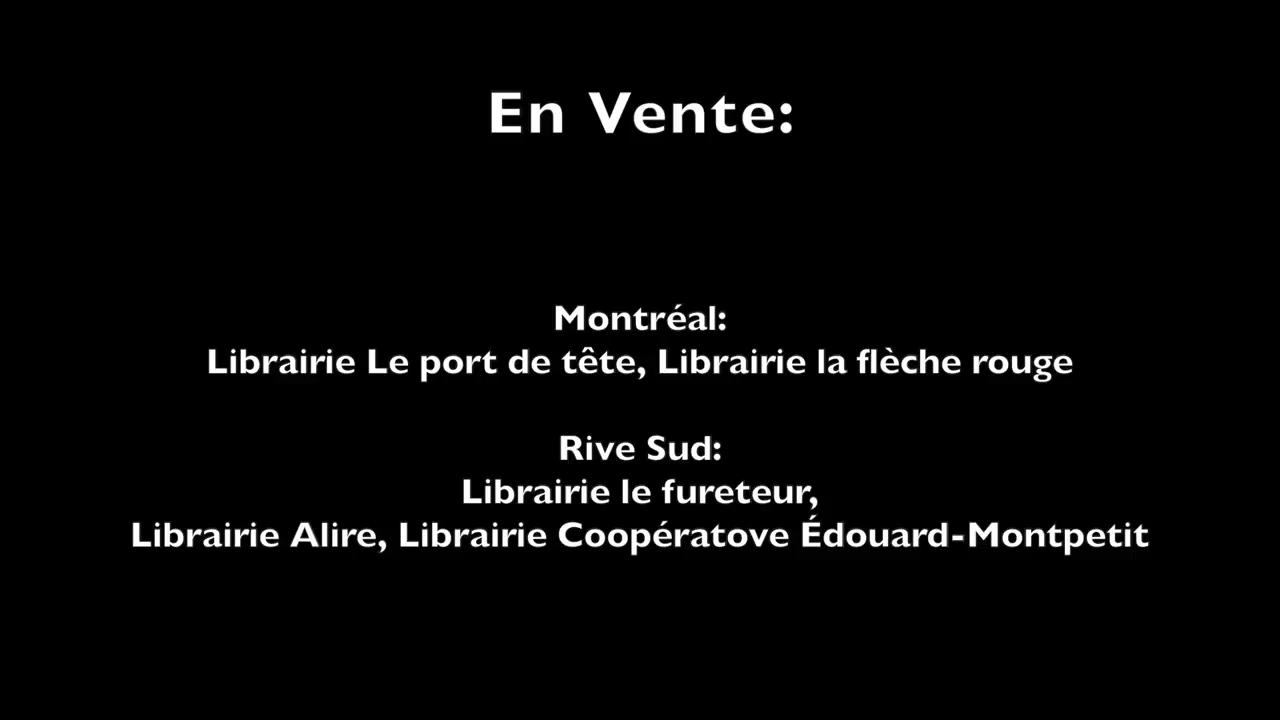 En Vente:
Montréal:
Librairie Le port de tête, Librairie la flèche rouge
Rive Sud:
Librairie le fureteur,
Librairie Alire, Librairie Coopératove Édouard-Montpetit